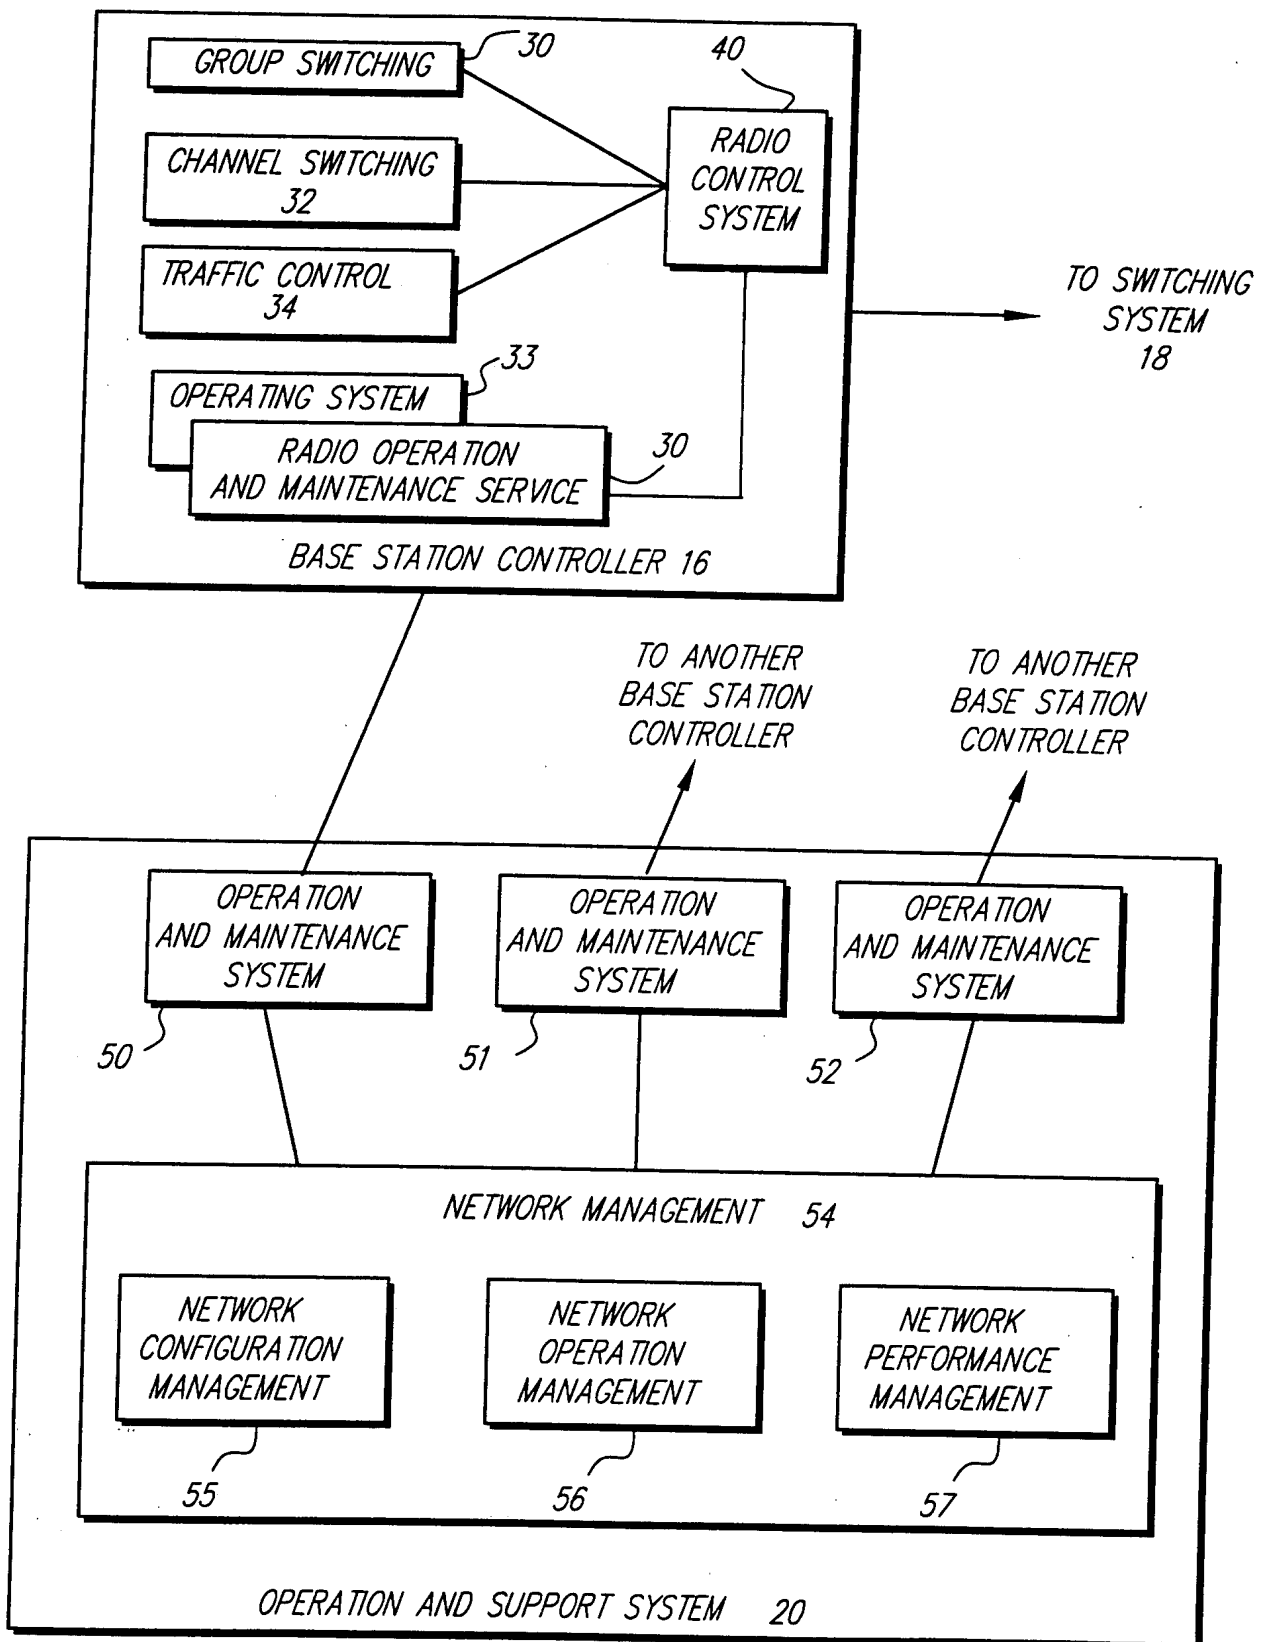 GROUP SWITCHING
30
40
CHANNEL SWITCHING
32
RADIO
CONTROL
SYSTEM
TRAFFIC CONTROL
34
TO SWITCHING
SYSTEM
18
OPERATING SYSTEM
33
RADIO OPERATION
AND MAINTENANCE SERVICE
30
BASE STATION CONTROLLER 16
TO ANOTHER
BASE STATION
CONTROLLER
TO ANOTHER
BASE STATION
CONTROLLER
OPERATION
AND MAINTENANCE
SYSTEM
50
OPERATION
AND MAINTENANCE
SYSTEM
51
OPERATION
AND MAINTENANCE
SYSTEM
52
NETWORK MANAGEMENT 54
NETWORK
CONFIGURATION
MANAGEMENT
55
NETWORK
OPERATION
MANAGEMENT
56
NETWORK
PERFORMANCE
MANAGEMENT
57
OPERATION AND SUPPORT SYSTEM 20